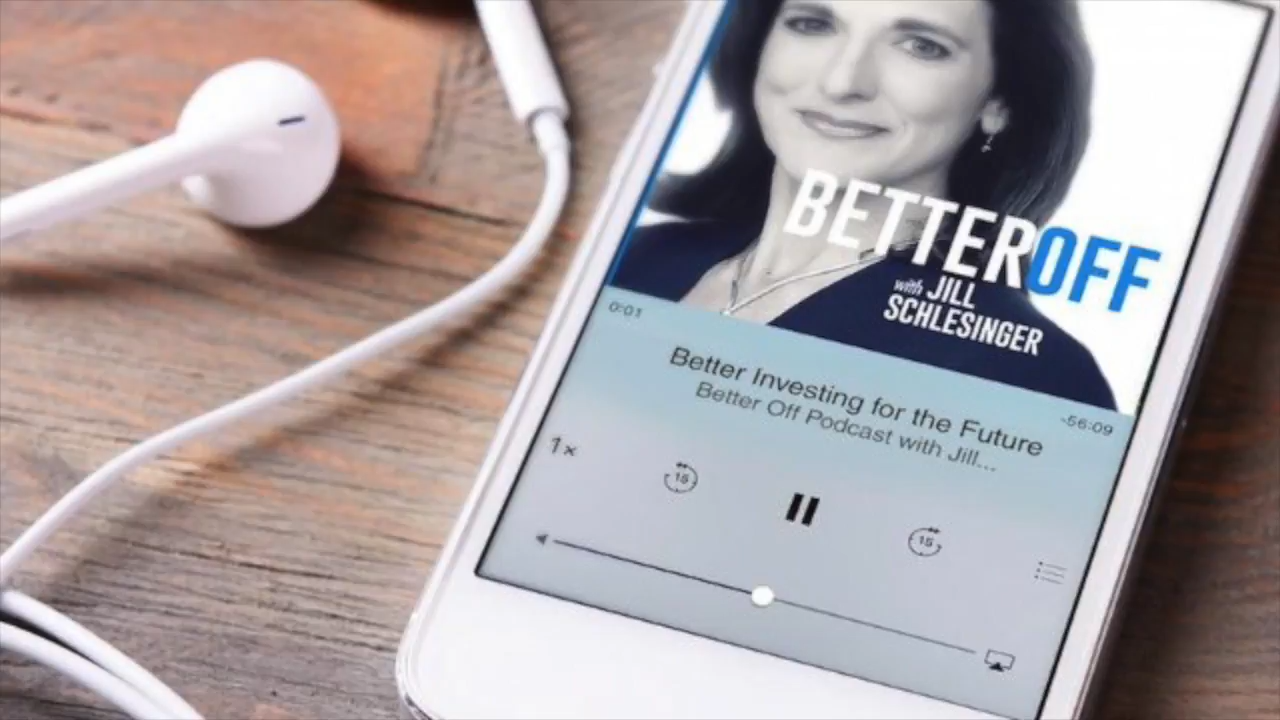 BETTEROFF
with JILL
SCHLESINGER
0:01
-56:09
Better Investing for the Future
Better Off Podcast with Jill...
1×
15
15